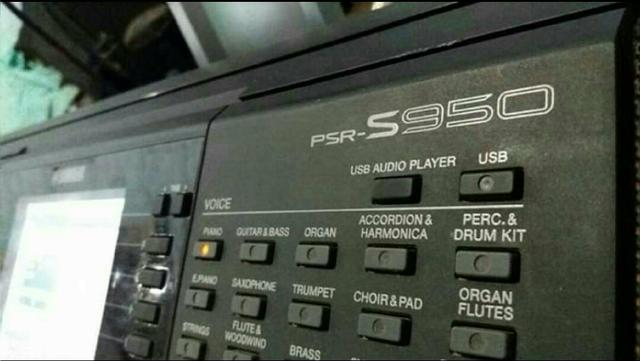 PSR-S950
USB AUDIO PLAYER
USB
VOICE
PIANO
GUITAR & BASS
ORGAN
ACCORDION &
HARMONICA
PERC. &
DRUM KIT
E.PIANO
SAXOPHONE
TRUMPET
CHOIR & PAD
ORGAN
FLUTES
STRINGS
FLUTE &
WOODWIND
BRASS